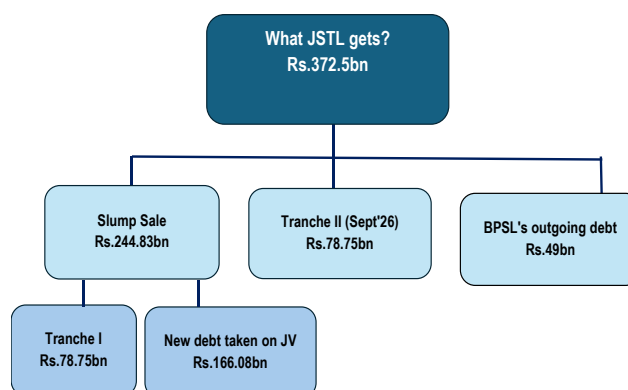 What JSTL gets?
Rs.372.5bn
Slump Sale
Rs.244.83bn
Tranche II (Sept'26)
Rs.78.75bn
BPSL's outgoing debt
Rs.49bn
Tranche I
Rs.78.75bn
New debt taken on JV
Rs.166.08bn